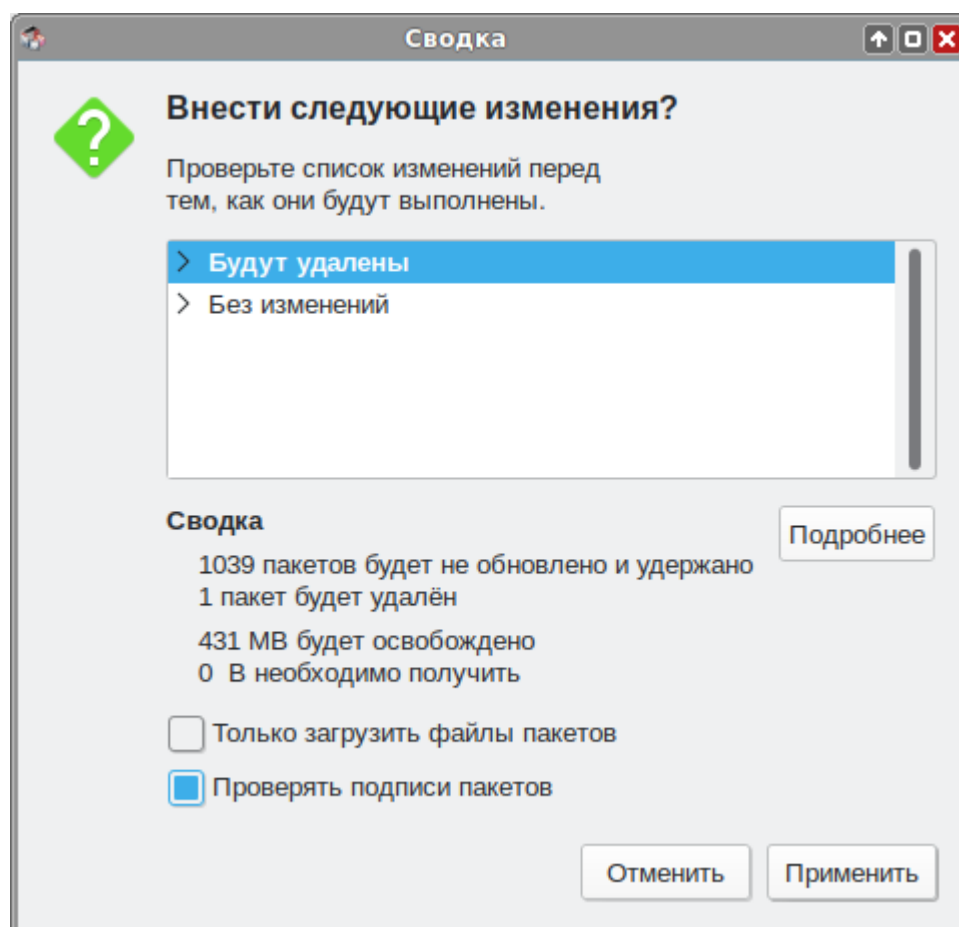 Сводка
Внести следующие изменения?
Проверьте список изменений перед
тем, как они будут выполнены.
Будут удалены
Без изменений
Сводка
Подробнее
1039 пакетов будет не обновлено и удержано
1 пакет будет удалён
431 MB будет освобождено
0 B необходимо получить
Только загрузить файлы пакетов
Проверять подписи пакетов
Отменить
Применить